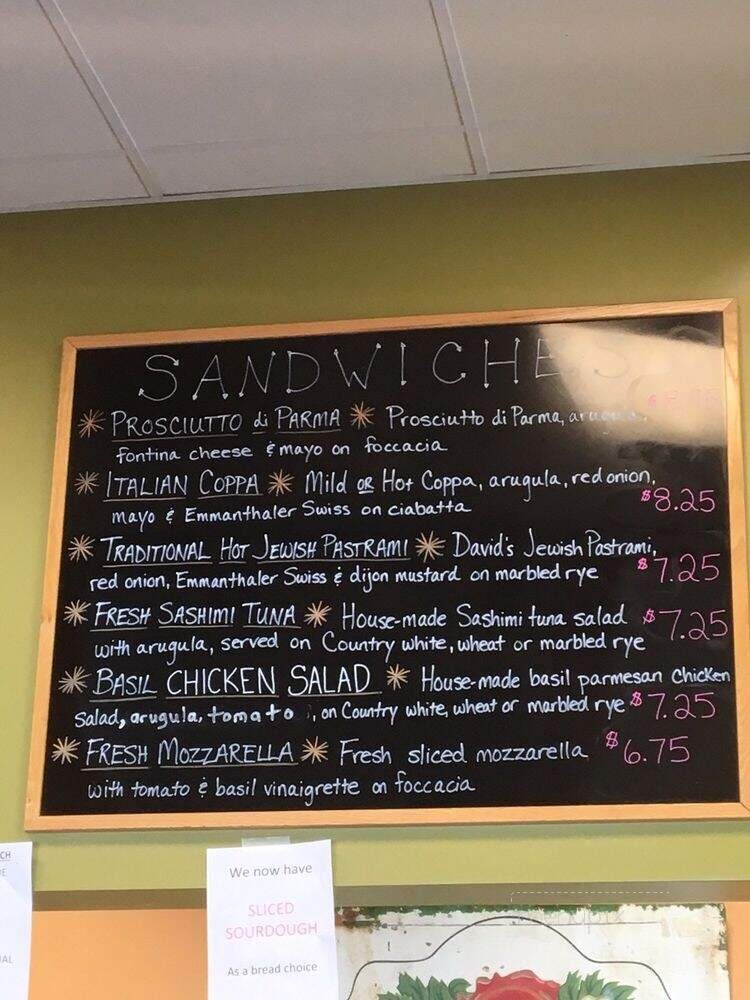 SANDWICHES
* PROSCIUTTO di PARMA * Prosciutto di Parma, arugula,
fontina cheese & mayo on foccacia
* ITALIAN COPPA * Mild OR Hot Coppa, arugula, red onion,
mayo & Emmanthaler Swiss on ciabatta $8.25
* TRADITIONAL HOT JEWISH PASTRAMI * David's Jewish Pastrami,
red onion, Emmanthaler Swiss & dijon mustard on marbled rye $7.25
* FRESH SASHIMI TUNA * House-made Sashimi tuna salad $7.25
with arugula, served on Country white, wheat or marbled rye
* BASIL CHICKEN SALAD * House-made basil parmesan chicken
salad, arugula, tomato, on Country white, wheat or marbled rye $7.25
* FRESH MOZZARELLA * Fresh sliced mozzarella $6.75
with tomato & basil vinaigrette on foccacia
We now have
SLICED
SOURDOUGH
As a bread choice
CH
E
AL